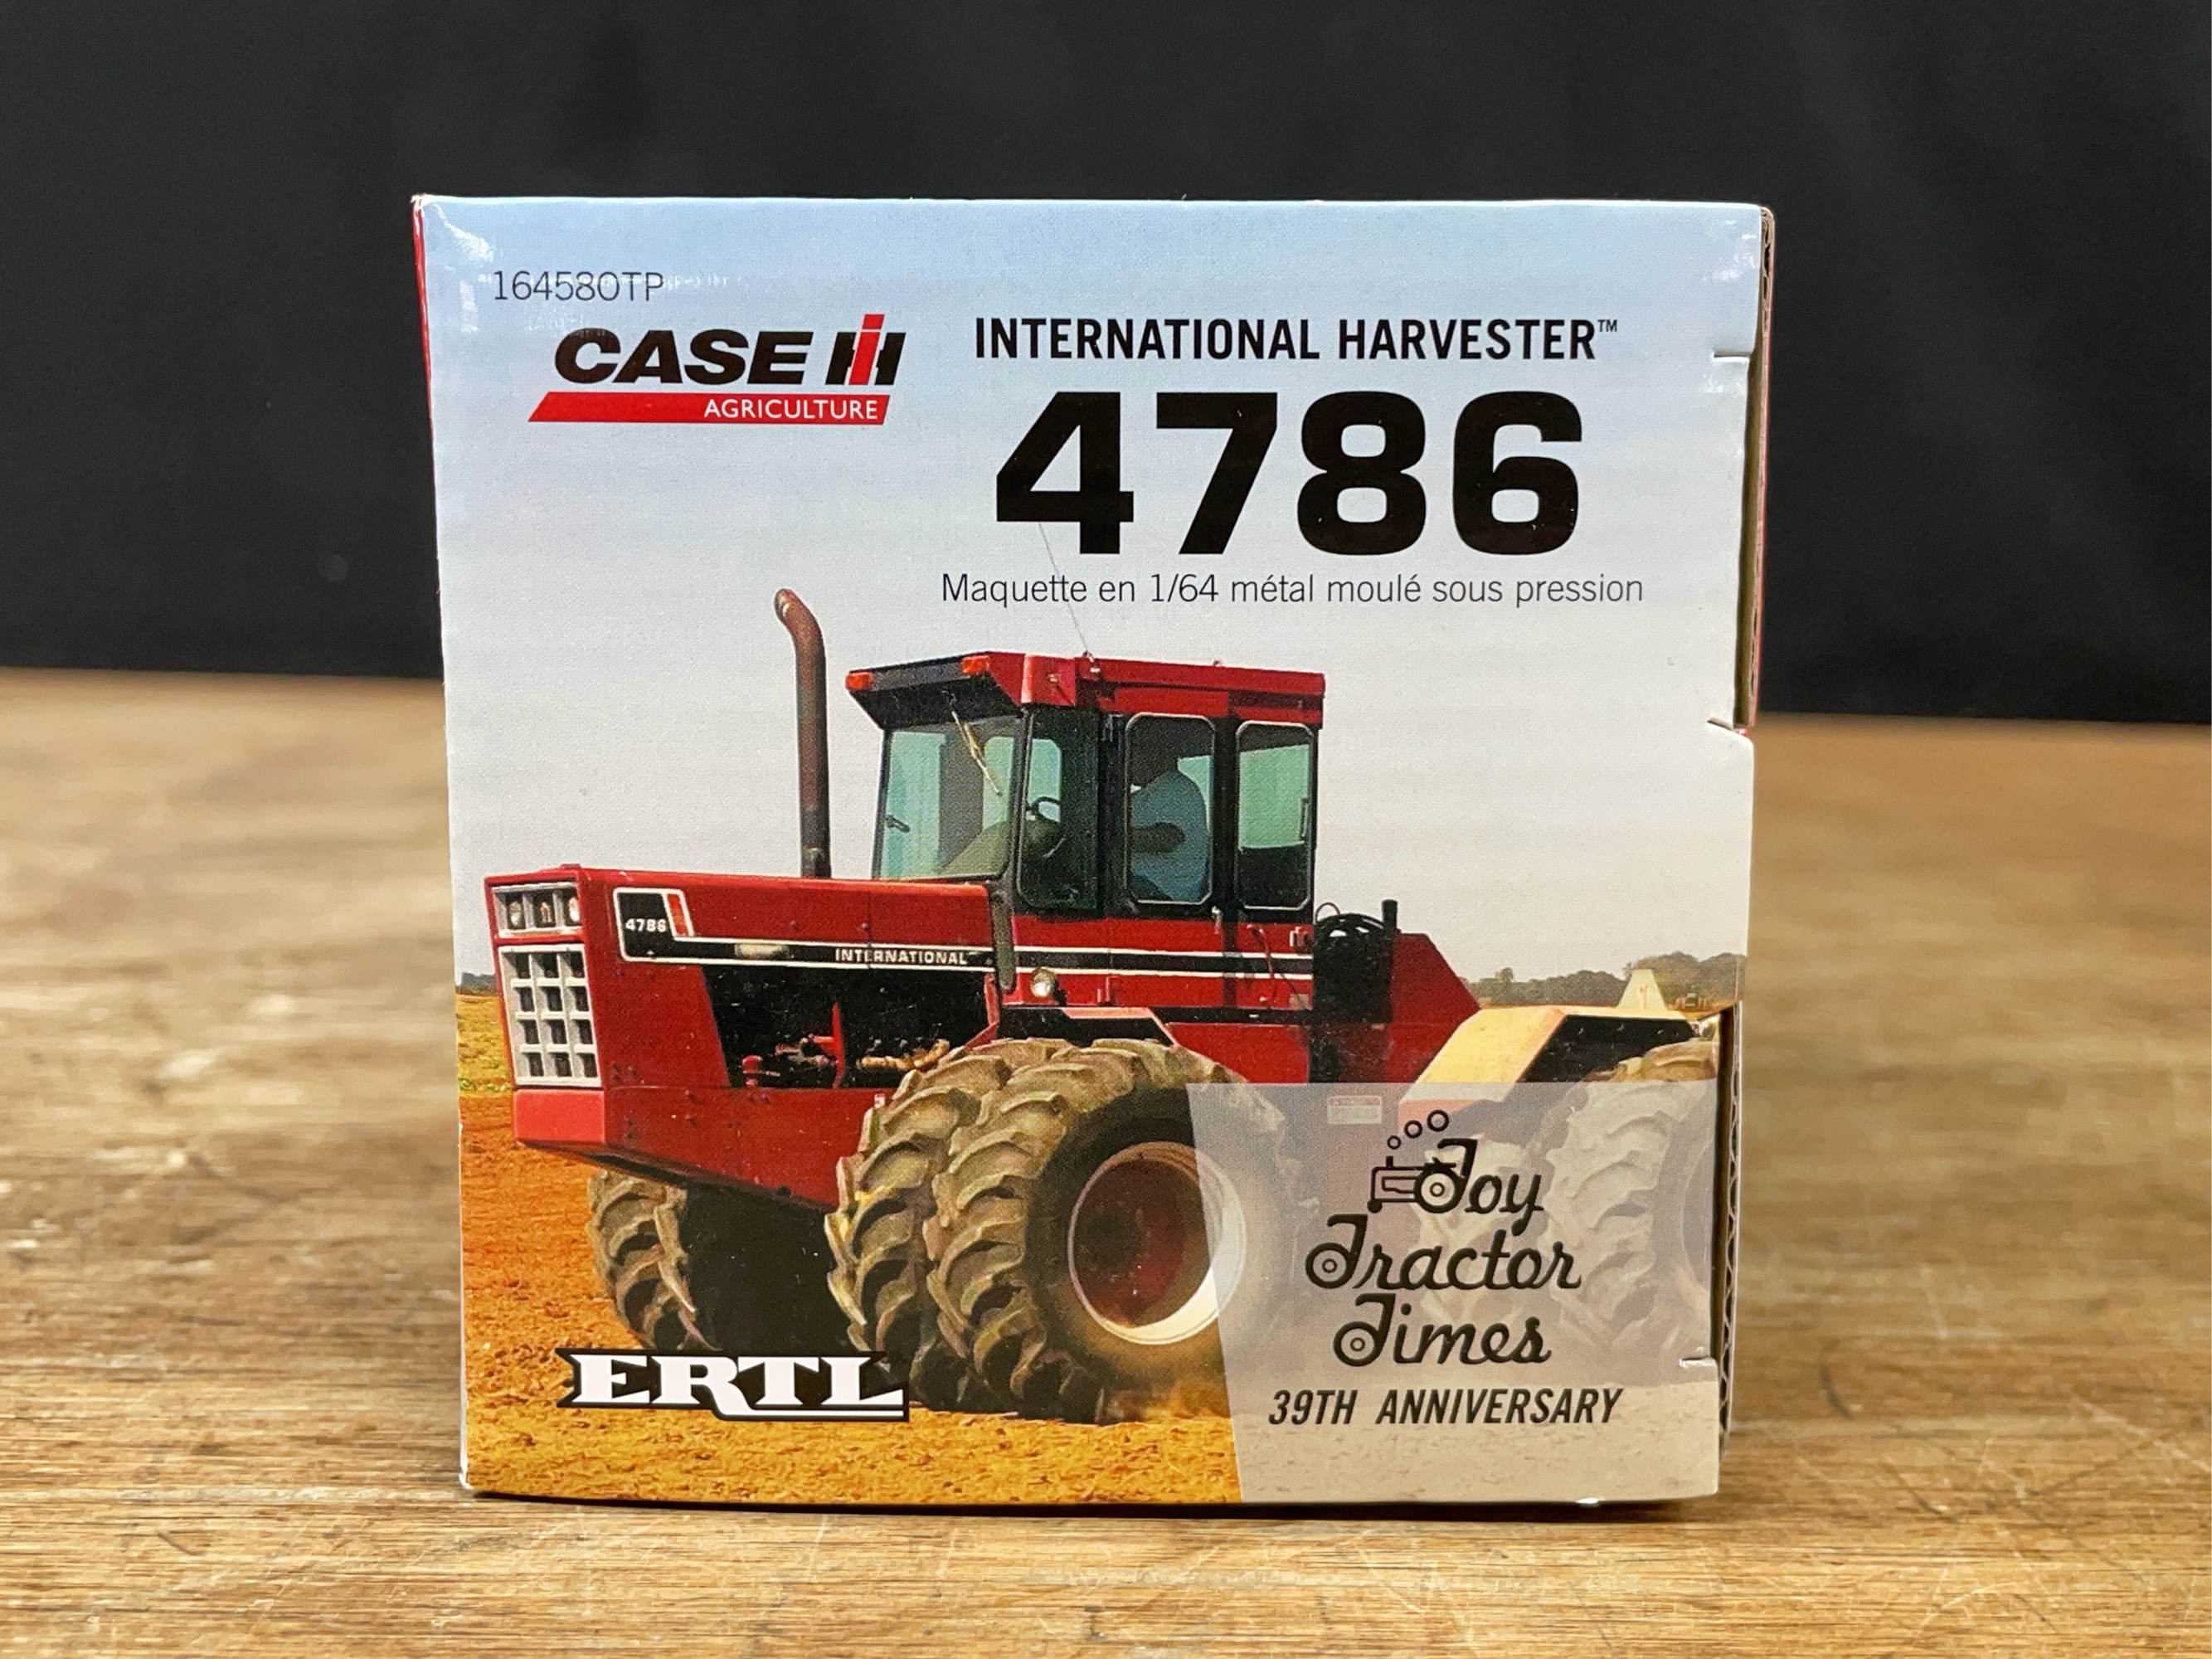 16458OTP
CASE IH
AGRICULTURE
INTERNATIONAL HARVESTER™
4786
Maquette en 1/64 métal moulé sous pression
4786
INTERNATIONAL
Toy
Tractor
Times
39TH ANNIVERSARY
ERTL